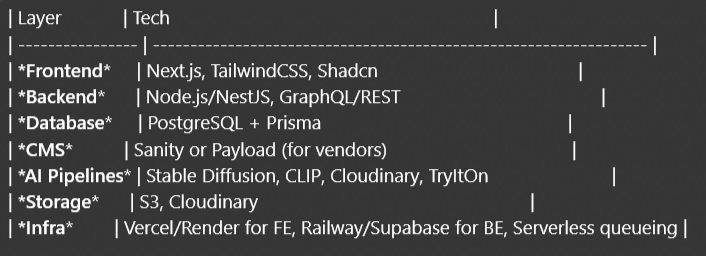 | Layer | Tech |
| ---------------- | ----------------------------------------------------------------- |
| *Frontend* | Next.js, TailwindCSS, Shadcn |
| *Backend* | Node.js/NestJS, GraphQL/REST |
| *Database* | PostgreSQL + Prisma |
| *CMS* | Sanity or Payload (for vendors) |
| *AI Pipelines* | Stable Diffusion, CLIP, Cloudinary, TryItOn |
| *Storage* | S3, Cloudinary |
| *Infra* | Vercel/Render for FE, Railway/Supabase for BE, Serverless queueing |